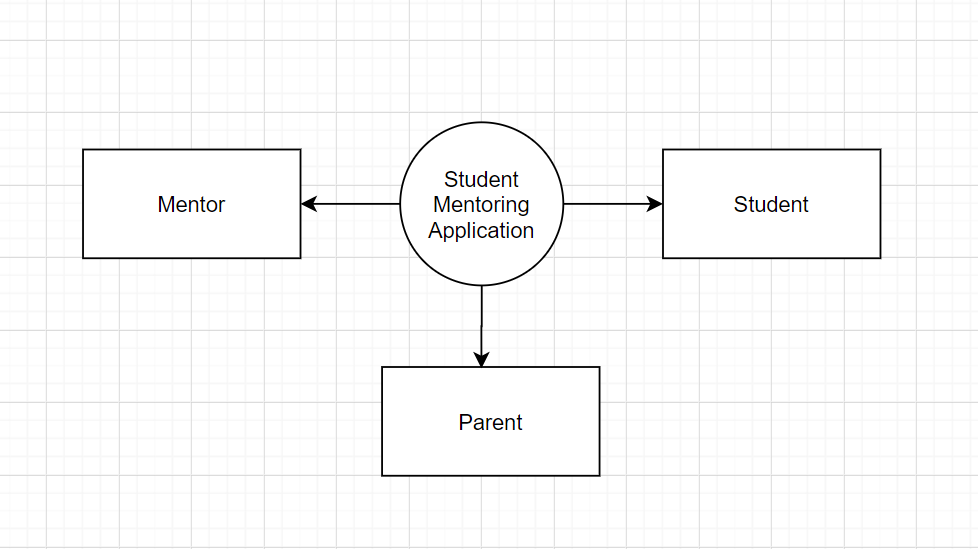 Student
Mentoring
Application
Mentor
Student
Parent